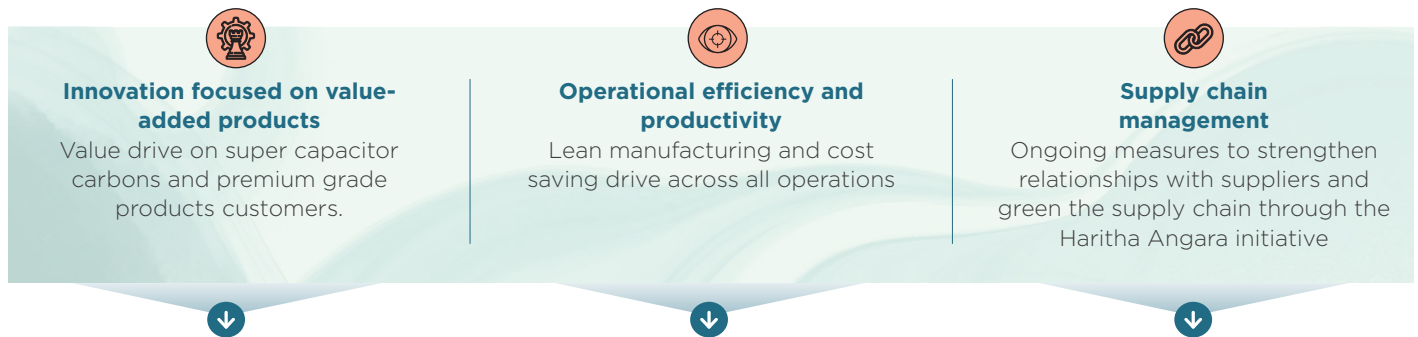 Innovation focused on value-
added products
Value drive on super capacitor
carbons and premium grade
products customers.
Operational efficiency and
productivity
Lean manufacturing and cost
saving drive across all operations
Supply chain
management
Ongoing measures to strengthen
relationships with suppliers and
green the supply chain through the
Haritha Angara initiative